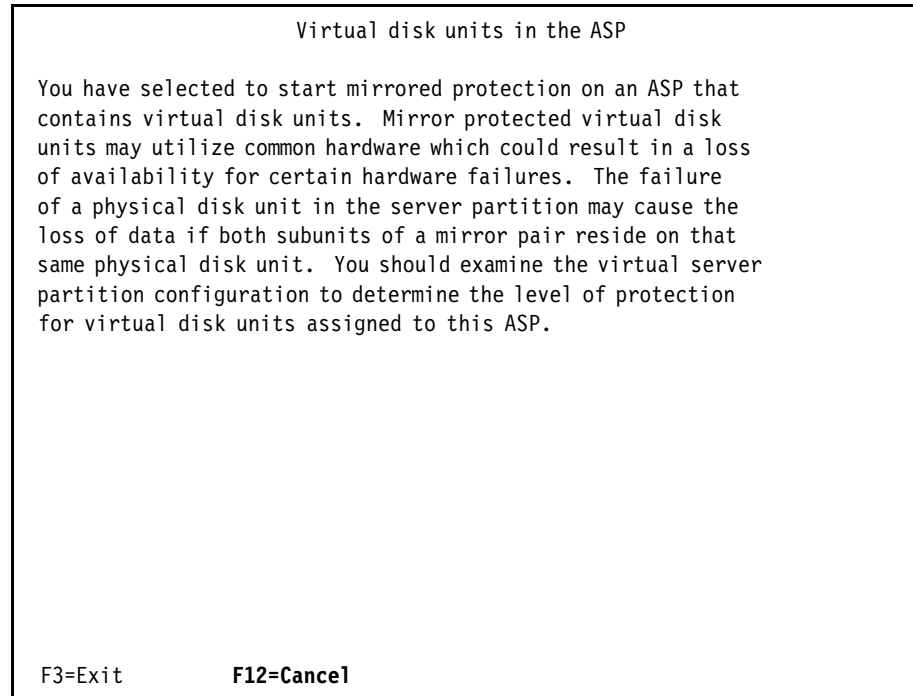 Virtual disk units in the ASP
You have selected to start mirrored protection on an ASP that
contains virtual disk units.  Mirror protected virtual disk
units may utilize common hardware which could result in a loss
of availability for certain hardware failures.  The failure
of a physical disk unit in the server partition may cause the
loss of data if both subunits of a mirror pair reside on that
same physical disk unit.  You should examine the virtual server
partition configuration to determine the level of protection
for virtual disk units assigned to this ASP.
F3=Exit          F12=Cancel